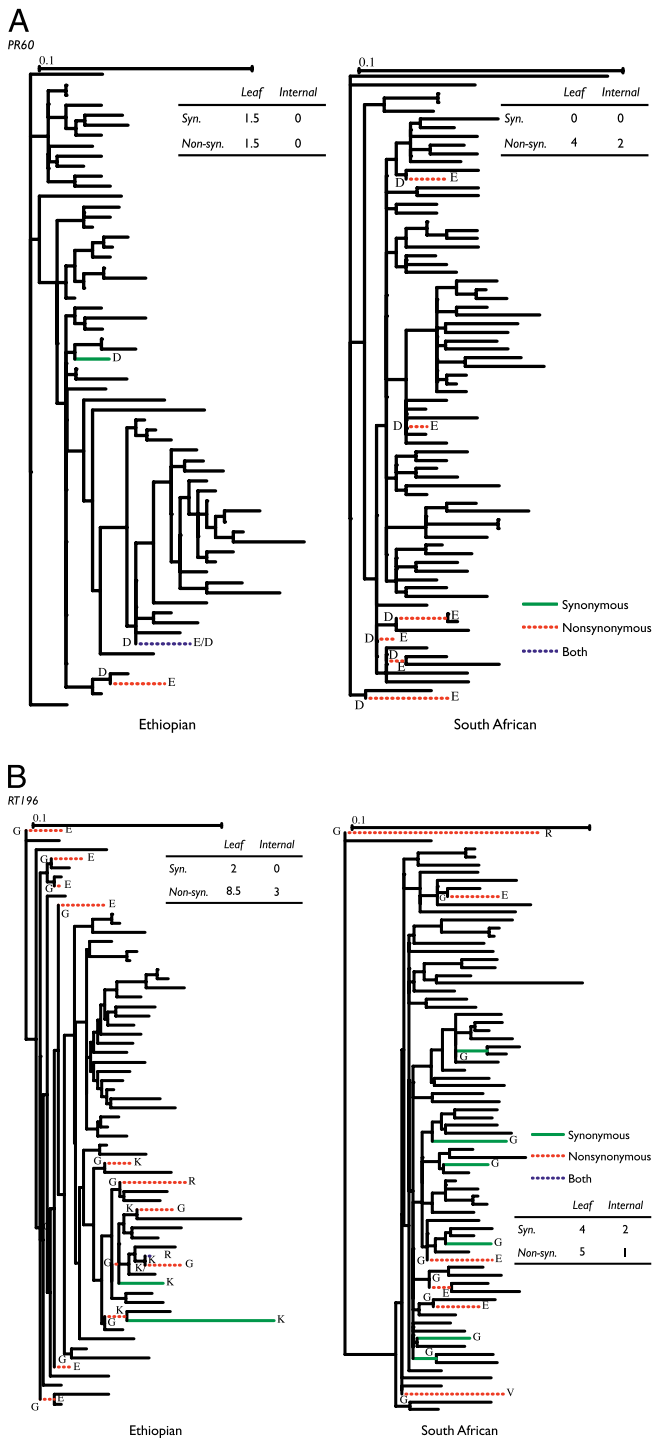 A
PR60
0.1
Leaf Internal
Syn. 1.5 0
Non-syn. 1.5 0
D
D E/D
D
E
Ethiopian
0.1
Leaf Internal
Syn. 0 0
Non-syn. 4 2
D E
D E
D E
D E
D
E
D E
Synonymous
Nonsynonymous
Both
South African
B
RT196
0.1
G E
Leaf Internal
Syn. 2 0
Non-syn. 8.5 3
G E
G E
E
G
G K
G R
K G
R
G K K G
K
K
G K
G E
G E
Ethiopian
0.1
G R
G E
G
G
G
G
G E
G
E
G E
G
G
G V
Synonymous
Nonsynonymous
Both
Leaf Internal
Syn. 4 2
Non-syn. 5 1
South African